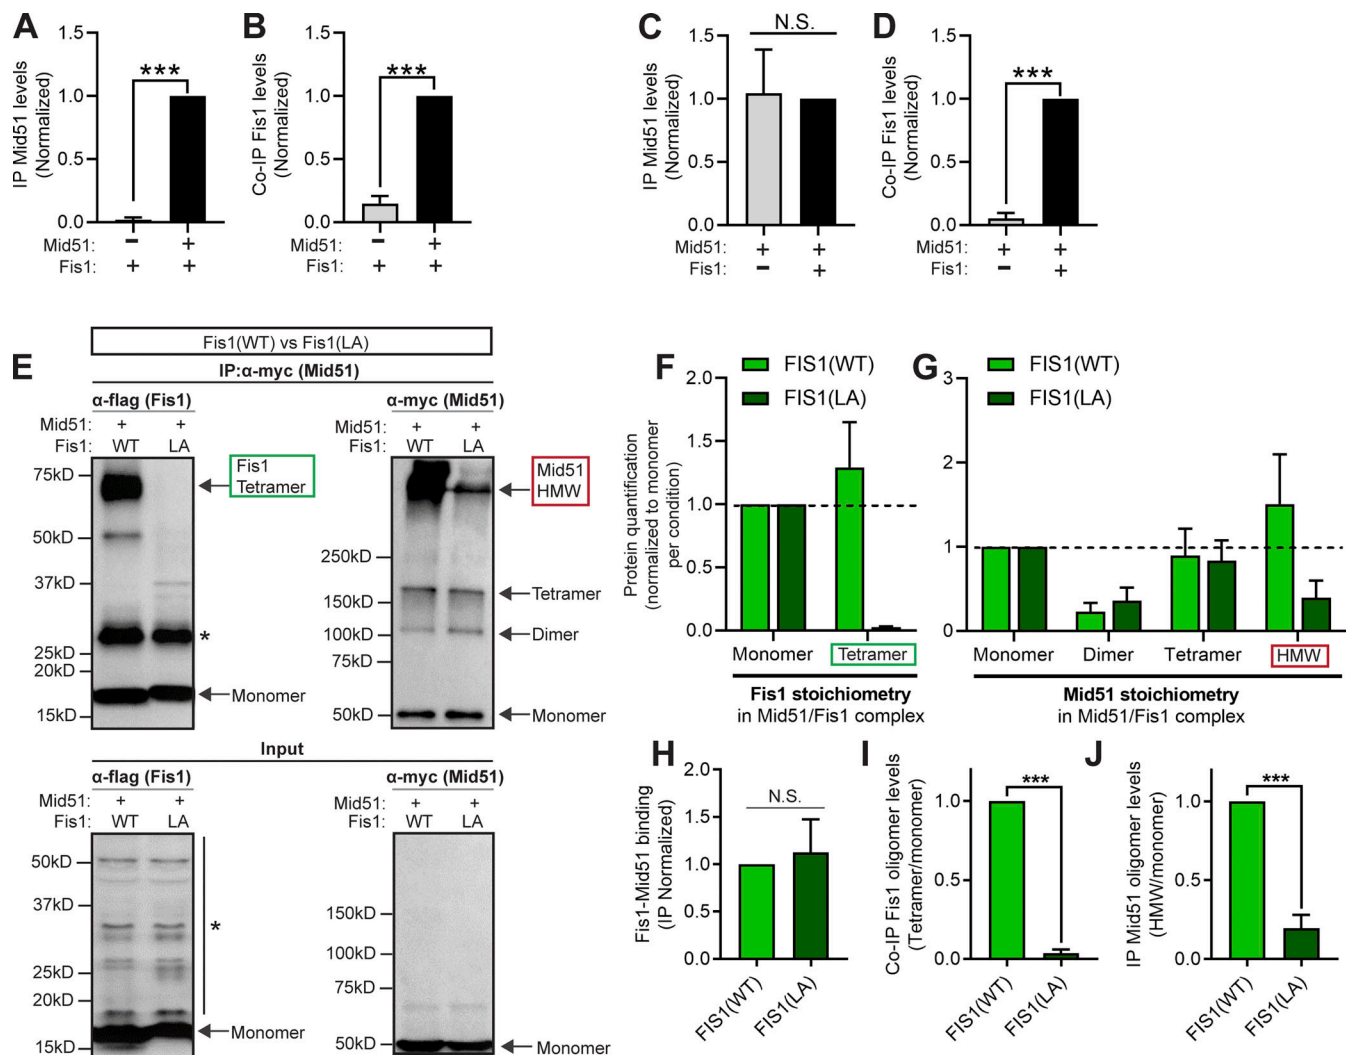 A
IP Mid51 levels
(Normalized)
1.5
1.0
0.5
0.0
***
Mid51: - +
Fis1: + +
B
Co-IP Fis1 levels
(Normalized)
1.5
1.0
0.5
0.0
***
- +
+ +
C
IP Mid51 levels
(Normalized)
1.5
1.0
0.5
0.0
N.S.
Mid51: + +
Fis1: - +
D
Co-IP Fis1 levels
(Normalized)
1.5
1.0
0.5
0.0
***
+ +
- +
E
Fis1(WT) vs Fis1(LA)
IP:α-myc (Mid51)
α-flag (Fis1)
Mid51: + +
Fis1: WT LA
75kD
50kD
37kD
25kD
20kD
15kD
Fis1
Tetramer
*
Monomer
α-myc (Mid51)
Mid51: + +
Fis1: WT LA
250kD
150kD
100kD
75kD
50kD
Mid51
HMW
Tetramer
Dimer
Monomer
Input
α-flag (Fis1)
Mid51: + +
Fis1: WT LA
50kD
37kD
25kD
20kD
15kD
*
Monomer
α-myc (Mid51)
Mid51: + +
Fis1: WT LA
150kD
100kD
75kD
50kD
Monomer
F
FIS1(WT)
FIS1(LA)
Protein quantification
(normalized to monomer
per condition)
2.0
1.5
1.0
0.5
0.0
Monomer Tetramer
Fis1 stoichiometry
in Mid51/Fis1 complex
G
FIS1(WT)
FIS1(LA)
3
2
1
0
Monomer Dimer Tetramer HMW
Mid51 stoichiometry
in Mid51/Fis1 complex
H
Fis1-Mid51 binding
(IP Normalized)
2.0
1.5
1.0
0.5
0.0
N.S.
FIS1(WT)
FIS1(LA)
I
Co-IP Fis1 oligomer levels
(Tetramer/monomer)
1.0
0.5
0.0
***
FIS1(WT)
FIS1(LA)
J
IP Mid51 oligomer levels
(HMW/monomer)
1.0
0.5
0.0
***
FIS1(WT)
FIS1(LA)